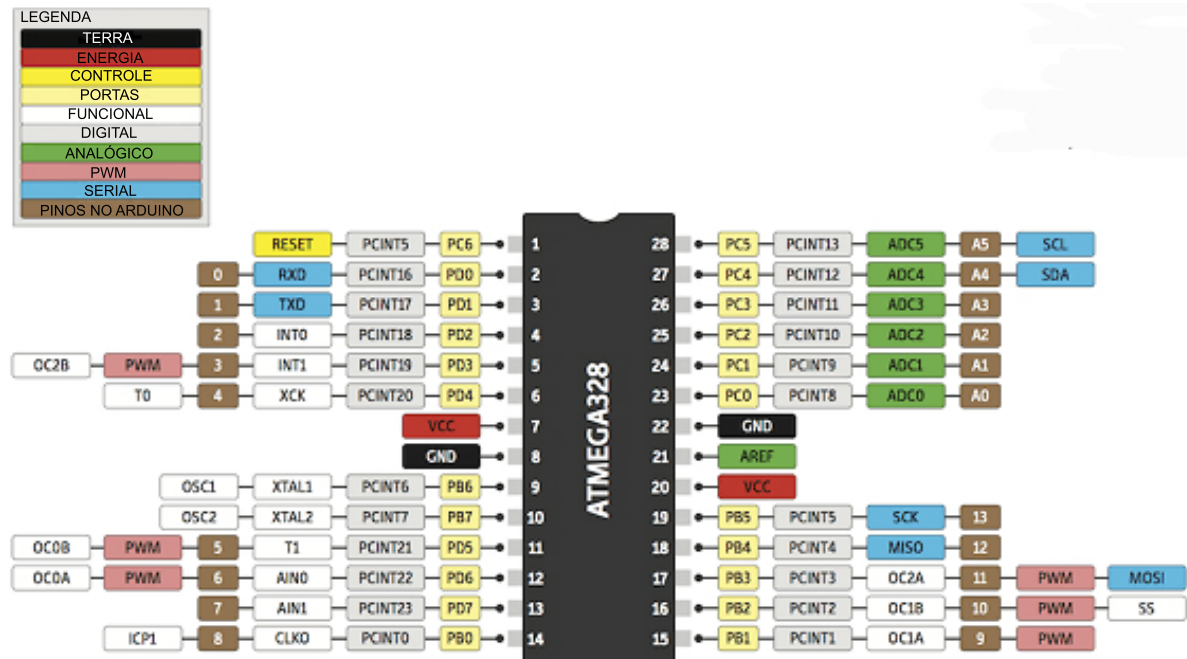 LEGENDA
TERRA
ENERGIA
CONTROLE
PORTAS
FUNCIONAL
DIGITAL
ANALÓGICO
PWM
SERIAL
PINOS NO ARDUINO
RESET PCINT5 PC6 1 28 PC5 PCINT13 ADC5 A5 SCL
0 RXD PCINT16 PD0 2 27 PC4 PCINT12 ADC4 A4 SDA
1 TXD PCINT17 PD1 3 26 PC3 PCINT11 ADC3 A3
2 INT0 PCINT18 PD2 4 25 PC2 PCINT10 ADC2 A2
OC2B PWM 3 INT1 PCINT19 PD3 5 24 PC1 PCINT9 ADC1 A1
T0 4 XCK PCINT20 PD4 6 23 PC0 PCINT8 ADC0 A0
VCC 7 22 GND
GND 8 21 AREF
OSC1 XTAL1 PCINT6 PB6 9 20 VCC
OSC2 XTAL2 PCINT7 PB7 10 19 PB5 PCINT5 SCK 13
OC0B PWM 5 T1 PCINT21 PD5 11 18 PB4 PCINT4 MISO 12
OC0A PWM 6 AIN0 PCINT22 PD6 12 17 PB3 PCINT3 OC2A 11 PWM MOSI
7 AIN1 PCINT23 PD7 13 16 PB2 PCINT2 OC1B 10 PWM SS
ICP1 8 CLKO PCINT0 PB0 14 15 PB1 PCINT1 OC1A 9 PWM
ATMEGA328